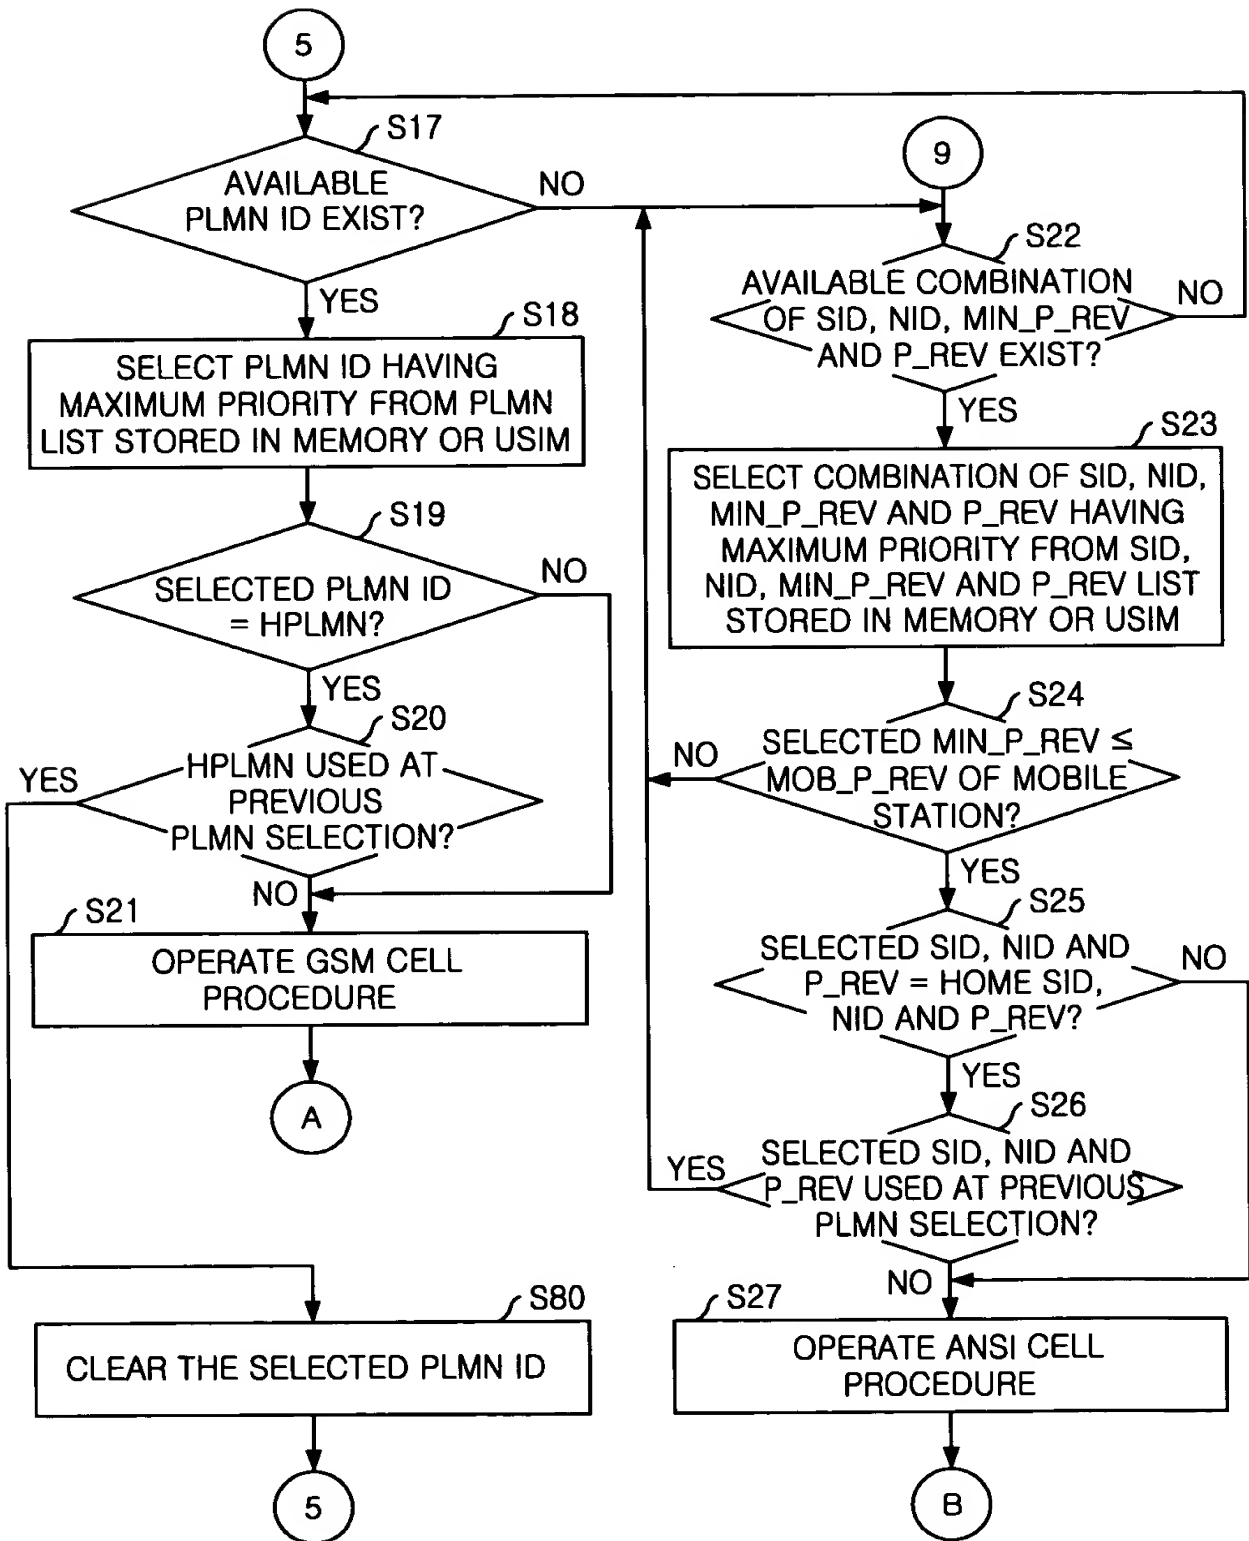 5
S17
AVAILABLE
PLMN ID EXIST?
NO
YES
S18
SELECT PLMN ID HAVING
MAXIMUM PRIORITY FROM PLMN
LIST STORED IN MEMORY OR USIM
S19
SELECTED PLMN ID
= HPLMN?
NO
YES
S20
HPLMN USED AT
PREVIOUS
PLMN SELECTION?
YES
NO
S21
OPERATE GSM CELL
PROCEDURE
A
S80
CLEAR THE SELECTED PLMN ID
5
9
S22
AVAILABLE COMBINATION
OF SID, NID, MIN_P_REV
AND P_REV EXIST?
NO
YES
S23
SELECT COMBINATION OF SID, NID,
MIN_P_REV AND P_REV HAVING
MAXIMUM PRIORITY FROM SID,
NID, MIN_P_REV AND P_REV LIST
STORED IN MEMORY OR USIM
S24
SELECTED MIN_P_REV ≤
MOB_P_REV OF MOBILE
STATION?
NO
YES
S25
SELECTED SID, NID AND
P_REV = HOME SID,
NID AND P_REV?
NO
YES
S26
SELECTED SID, NID AND
P_REV USED AT PREVIOUS
PLMN SELECTION?
YES
NO
S27
OPERATE ANSI CELL
PROCEDURE
B